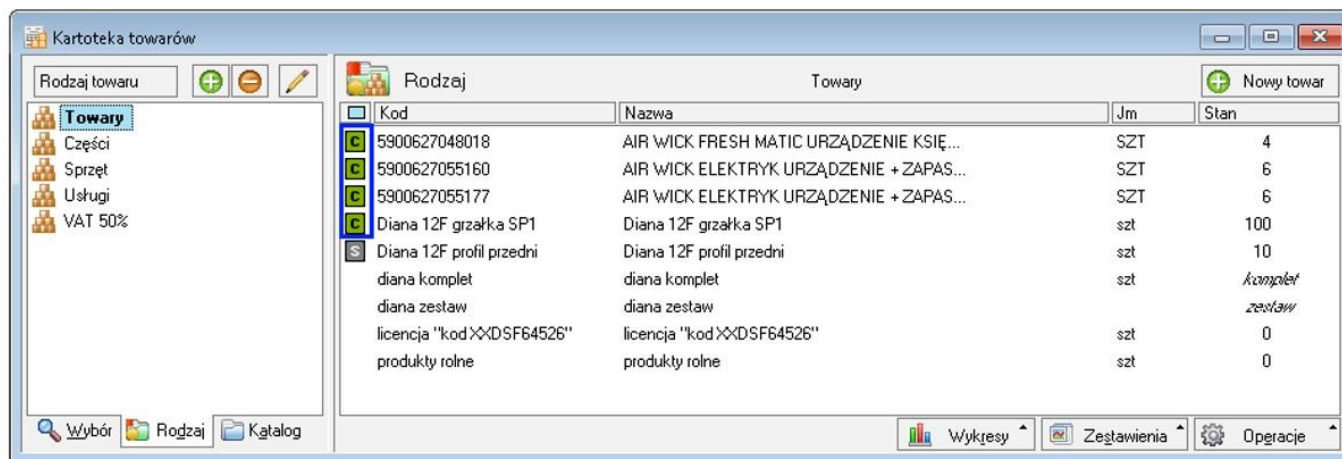 Kartoteka towarów
Rodzaj towaru
Towary
Części
Sprzęt
Usługi
VAT 50%
Wybór Rodzaj Katalog
Rodzaj Towary Nowy towar
Kod Nazwa Jm Stan
C 5900627048018 AIR WICK FRESH MATIC URZĄDZENIE KSIĘ... SZT 4
C 5900627055160 AIR WICK ELEKTRYK URZĄDZENIE + ZAPAS... SZT 6
C 5900627055177 AIR WICK ELEKTRYK URZĄDZENIE + ZAPAS... SZT 6
C Diana 12F grzałka SP1 Diana 12F grzałka SP1 szt 100
S Diana 12F profil przedni Diana 12F profil przedni szt 10
diana komplet diana komplet szt komplet
diana zestaw diana zestaw zestaw
licencja "kod XXDSF64526" licencja "kod XXDSF64526" szt 0
produkty rolne produkty rolne szt 0
Wykresy Zestawienia Operacje